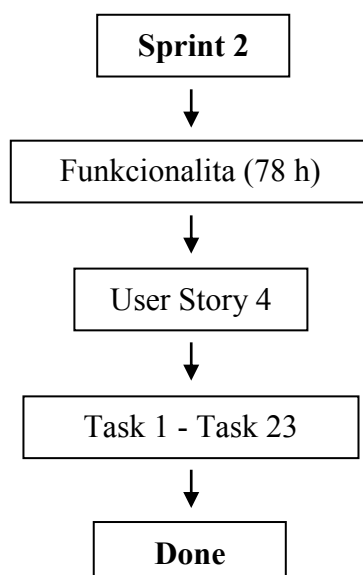 Sprint 2
Funkcionalita (78 h)
User Story 4
Task 1 - Task 23
Done